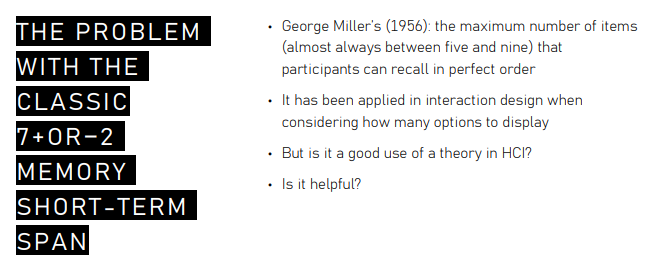 THE PROBLEM
WITH THE
CLASSIC
7+OR–2
MEMORY
SHORT-TERM
SPAN
• George Miller's (1956): the maximum number of items
(almost always between five and nine) that
participants can recall in perfect order
• It has been applied in interaction design when
considering how many options to display
• But is it a good use of a theory in HCI?
• Is it helpful?